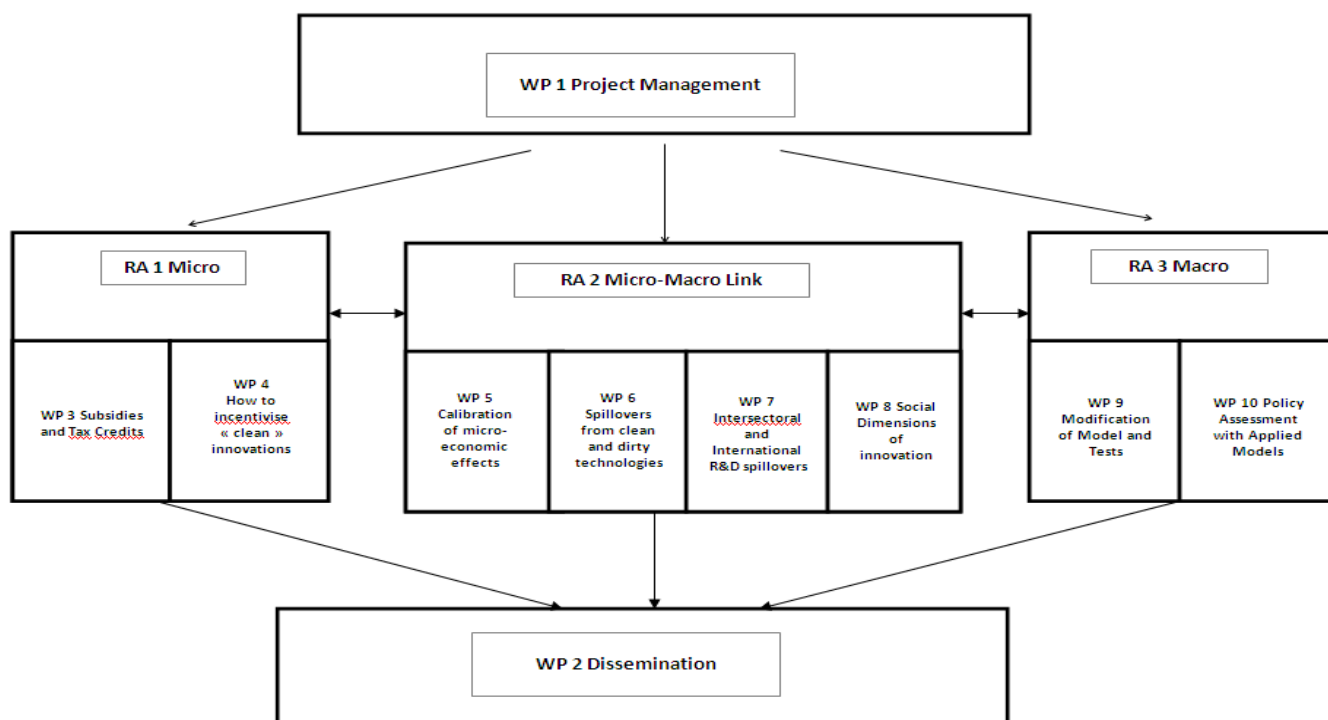 WP 1 Project Management
RA 1 Micro
RA 2 Micro-Macro Link
RA 3 Macro
WP 3 Subsidies
and Tax Credits
WP 4
How to
incentivise
« clean »
innovations
WP 5
Calibration
of micro-
economic
effects
WP 6
Spillovers
from clean
and dirty
technologies
WP 7
Intersectoral
and
International
R&D spillovers
WP 8 Social
Dimensions
of
innovation
WP 9
Modification
of Model and
Tests
WP 10 Policy
Assessment
with Applied
Models
WP 2 Dissemination